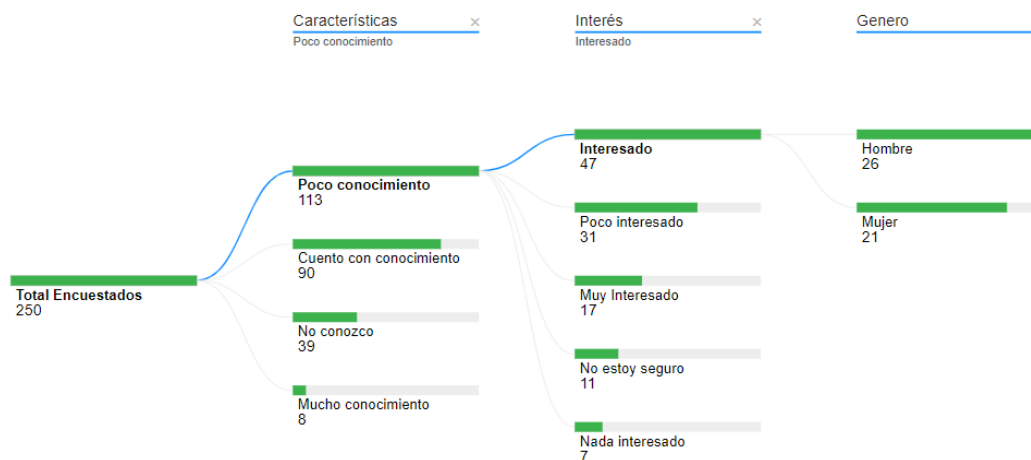 Características ×
Poco conocimiento
Interés ×
Interesado
Genero
Total Encuestados
250
Poco conocimiento
113
Cuento con conocimiento
90
No conozco
39
Mucho conocimiento
8
Interesado
47
Poco interesado
31
Muy Interesado
17
No estoy seguro
11
Nada interesado
7
Hombre
26
Mujer
21